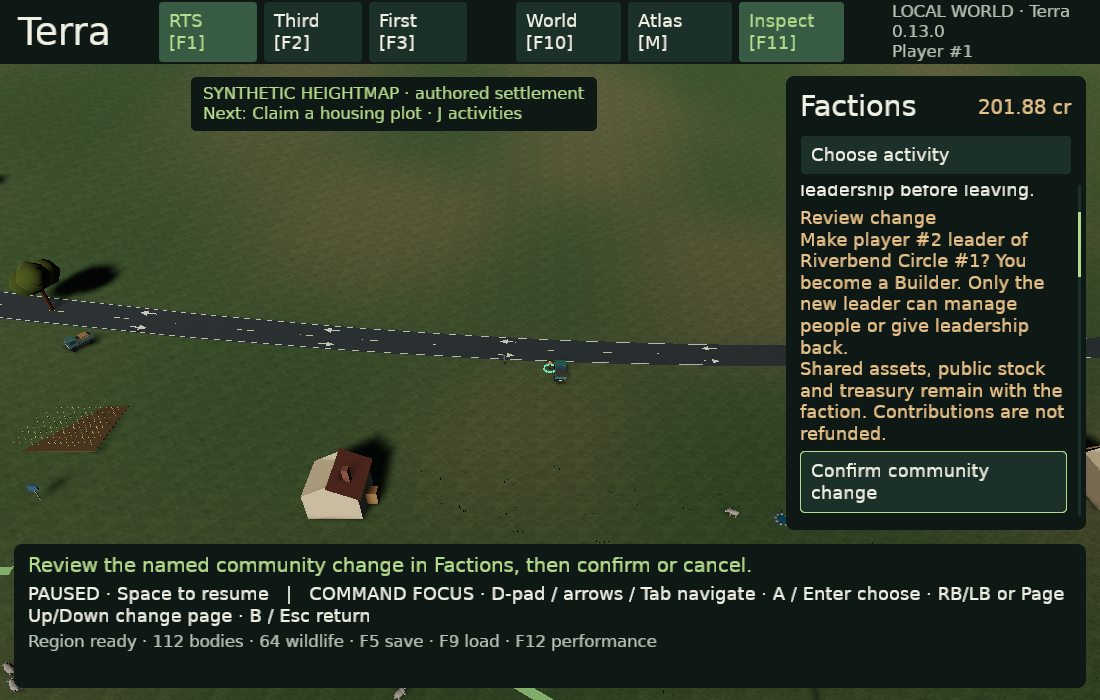 Terra
RTS
[F1]
Third
[F2]
First
[F3]
World
[F10]
Atlas
[M]
Inspect
[F11]
LOCAL WORLD · Terra
0.13.0
Player #1
SYNTHETIC HEIGHTMAP · authored settlement
Next: Claim a housing plot · J activities
Factions
201.88 cr
Choose activity
leadership before leaving.
Review change
Make player #2 leader of
Riverbend Circle #1? You
become a Builder. Only the
new leader can manage
people or give leadership
back.
Shared assets, public stock
and treasury remain with the
faction. Contributions are not
refunded.
Confirm community
change
Review the named community change in Factions, then confirm or cancel.
PAUSED · Space to resume | COMMAND FOCUS · D-pad / arrows / Tab navigate · A / Enter choose · RB/LB or Page
Up/Down change page · B / Esc return
Region ready · 112 bodies · 64 wildlife · F5 save · F9 load · F12 performance